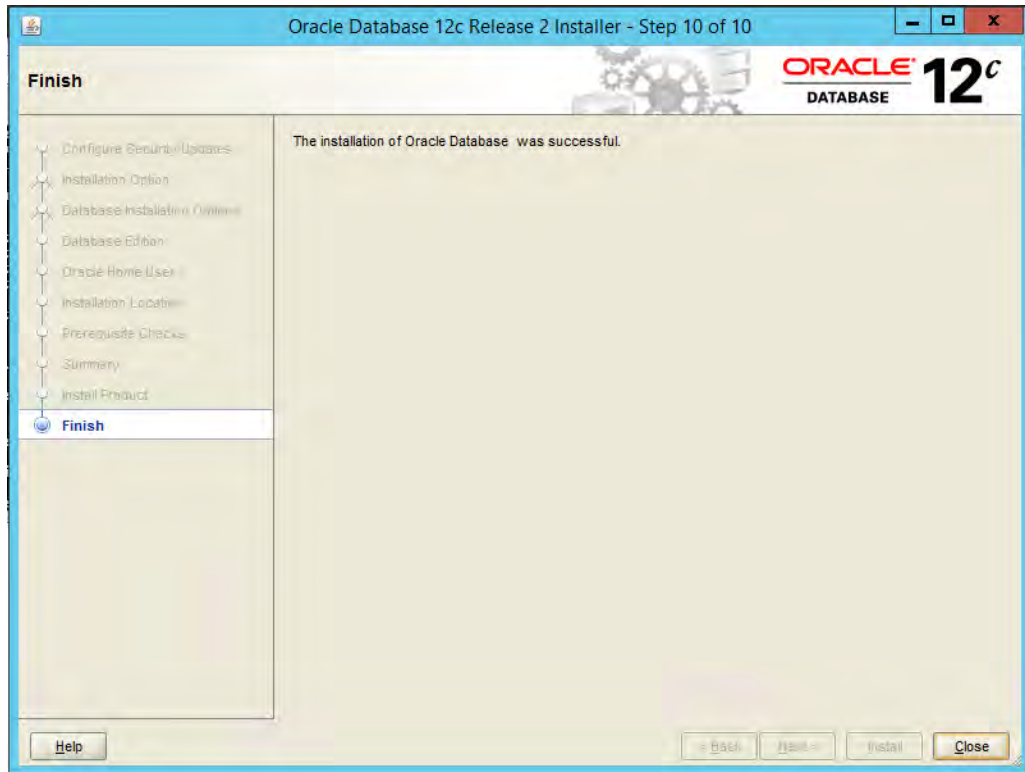 Oracle Database 12c Release 2 Installer - Step 10 of 10
Finish
ORACLE
DATABASE
12c
Configure Security Updates
Installation Option
Database Installation Options
Database Edition
Oracle Home User
Installation Location
Prerequisite Checks
Summary
Install Product
Finish
The installation of Oracle Database was successful.
Help
< Back
Next >
Install
Close